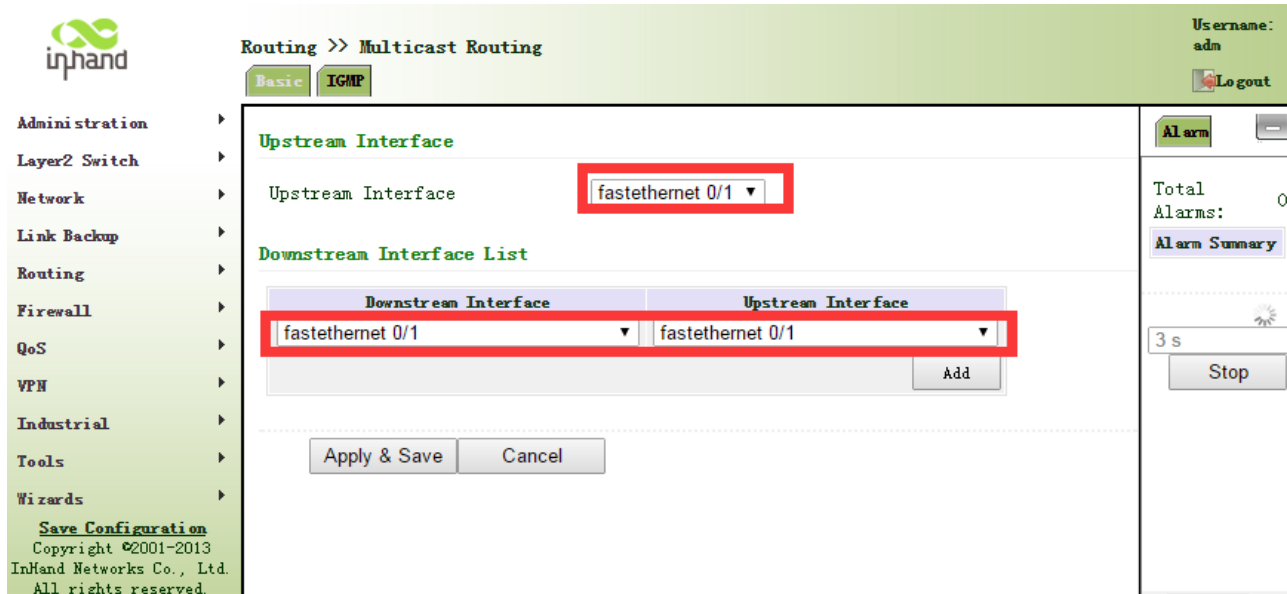 inhand
Routing >> Multicast Routing
Username:
adm
Basic
IGMP
Logout
Administration
Layer2 Switch
Network
Link Backup
Routing
Firewall
QoS
VPN
Industrial
Tools
Wizards
Save Configuration
Copyright ©2001-2013
InHand Networks Co., Ltd.
All rights reserved.
Upstream Interface
Upstream Interface fastethernet 0/1
Downstream Interface List
Downstream Interface Upstream Interface
fastethernet 0/1 fastethernet 0/1
Add
Apply & Save Cancel
Alarm
Total
Alarms: 0
Alarm Summary
3 s
Stop